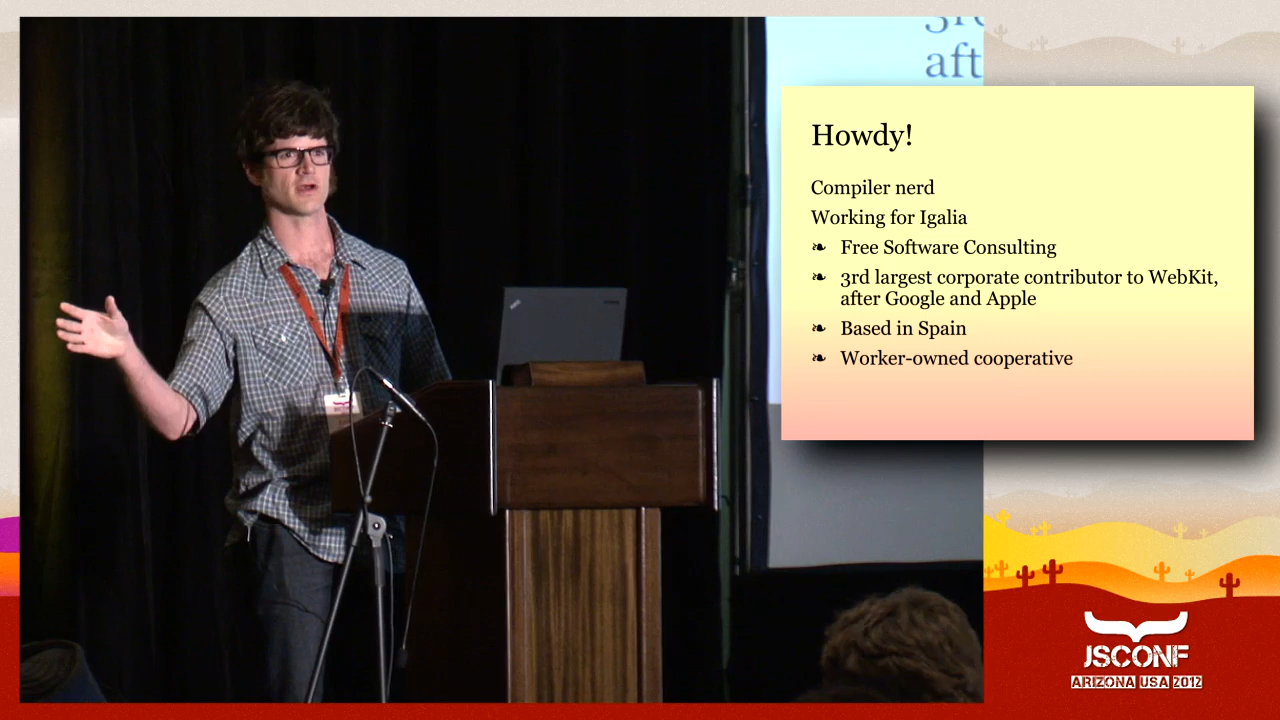 3rd
aft
Howdy!
Compiler nerd
Working for Igalia
❧ Free Software Consulting
❧ 3rd largest corporate contributor to WebKit,
after Google and Apple
❧ Based in Spain
❧ Worker-owned cooperative
JSCONF
ARIZONA USA 2012